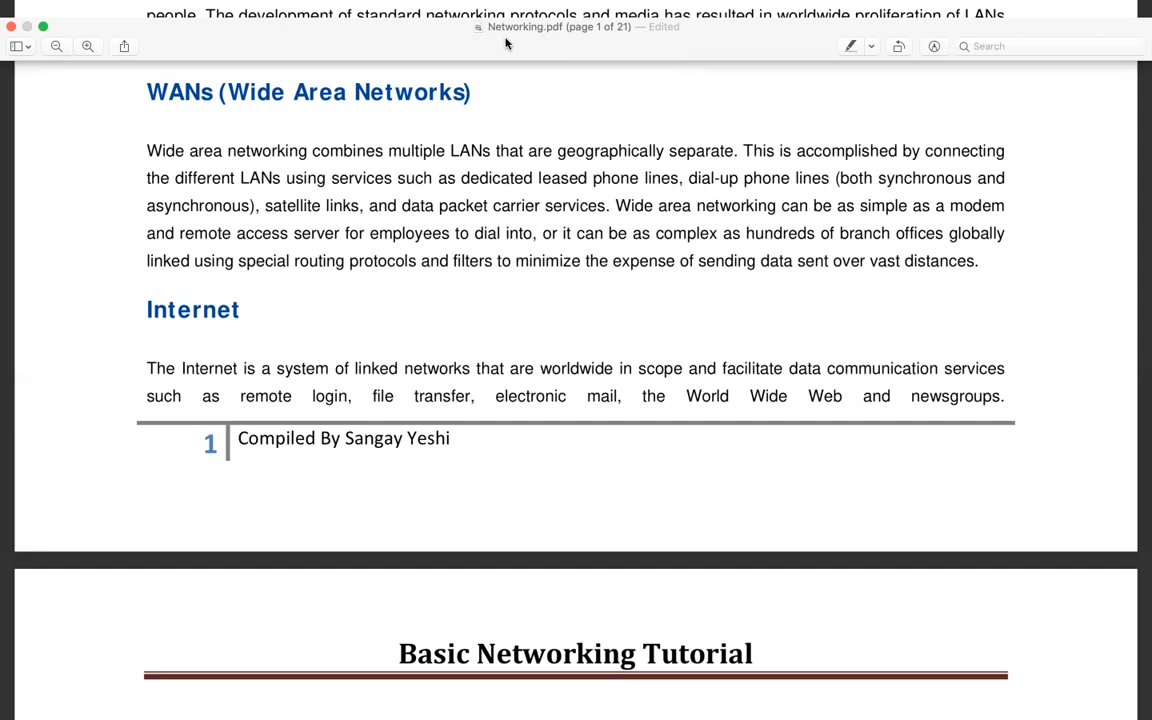 people. The development of standard networking protocols and media has resulted in worldwide proliferation of LANs
Networking.pdf (page 1 of 21) — Edited
Search
WANs (Wide Area Networks)
Wide area networking combines multiple LANs that are geographically separate. This is accomplished by connecting
the different LANs using services such as dedicated leased phone lines, dial-up phone lines (both synchronous and
asynchronous), satellite links, and data packet carrier services. Wide area networking can be as simple as a modem
and remote access server for employees to dial into, or it can be as complex as hundreds of branch offices globally
linked using special routing protocols and filters to minimize the expense of sending data sent over vast distances.
Internet
The Internet is a system of linked networks that are worldwide in scope and facilitate data communication services
such as remote login, file transfer, electronic mail, the World Wide Web and newsgroups.
1 Compiled By Sangay Yeshi
Basic Networking Tutorial